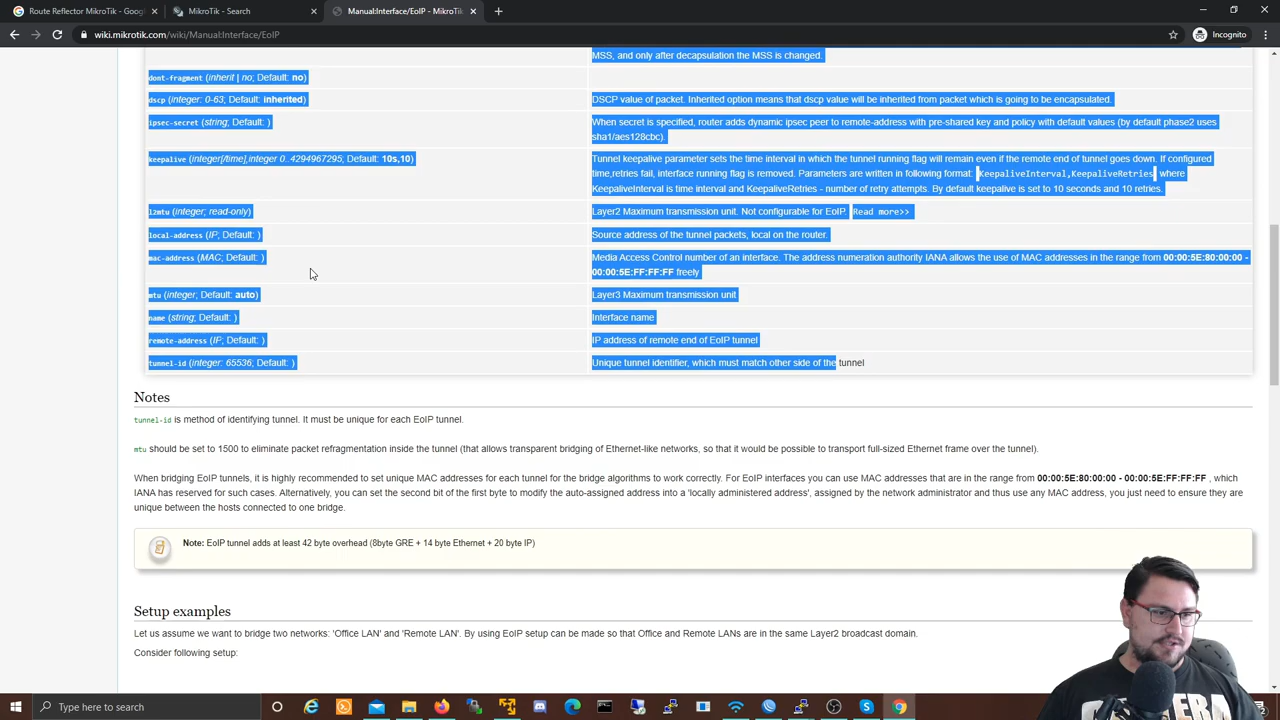 Route Reflector MikroTik - Goog
MikroTik - Search
Manual:Interface/EoIP - MikroTik
wiki.mikrotik.com/wiki/Manual:Interface/EoIP
Incognito
MSS, and only after decapsulation the MSS is changed.
dont-fragment (inherit | no; Default: no)
dscp (integer: 0-63; Default: inherited)
DSCP value of packet. Inherited option means that dscp value will be inherited from packet which is going to be encapsulated.
ipsec-secret (string; Default: )
When secret is specified, router adds dynamic ipsec peer to remote-address with pre-shared key and policy with default values (by default phase2 uses
sha1/aes128cbc).
keepalive (integer[/time],integer 0..4294967295; Default: 10s,10)
Tunnel keepalive parameter sets the time interval in which the tunnel running flag will remain even if the remote end of tunnel goes down. If configured
time,retries fail, interface running flag is removed. Parameters are written in following format: KeepaliveInterval,KeepaliveRetries where
KeepaliveInterval is time interval and KeepaliveRetries - number of retry attempts. By default keepalive is set to 10 seconds and 10 retries.
l2mtu (integer; read-only)
Layer2 Maximum transmission unit. Not configurable for EoIP. Read more>>
local-address (IP; Default: )
Source address of the tunnel packets, local on the router.
mac-address (MAC; Default: )
Media Access Control number of an interface. The address numeration authority IANA allows the use of MAC addresses in the range from 00:00:5E:80:00:00 -
00:00:5E:FF:FF:FF freely
mtu (integer; Default: auto)
Layer3 Maximum transmission unit
name (string; Default: )
Interface name
remote-address (IP; Default: )
IP address of remote end of EoIP tunnel
tunnel-id (integer: 65536; Default: )
Unique tunnel identifier, which must match other side of the tunnel
Notes
tunnel-id is method of identifying tunnel. It must be unique for each EoIP tunnel.
mtu should be set to 1500 to eliminate packet refragmentation inside the tunnel (that allows transparent bridging of Ethernet-like networks, so that it would be possible to transport full-sized Ethernet frame over the tunnel).
When bridging EoIP tunnels, it is highly recommended to set unique MAC addresses for each tunnel for the bridge algorithms to work correctly. For EoIP interfaces you can use MAC addresses that are in the range from 00:00:5E:80:00:00 - 00:00:5E:FF:FF:FF , which
IANA has reserved for such cases. Alternatively, you can set the second bit of the first byte to modify the auto-assigned address into a 'locally administered address', assigned by the network administrator and thus use any MAC address, you just need to ensure they are
unique between the hosts connected to one bridge.
Note: EoIP tunnel adds at least 42 byte overhead (8byte GRE + 14 byte Ethernet + 20 byte IP)
Setup examples
Let us assume we want to bridge two networks: 'Office LAN' and 'Remote LAN'. By using EoIP setup can be made so that Office and Remote LANs are in the same Layer2 broadcast domain.
Consider following setup:
Type here to search